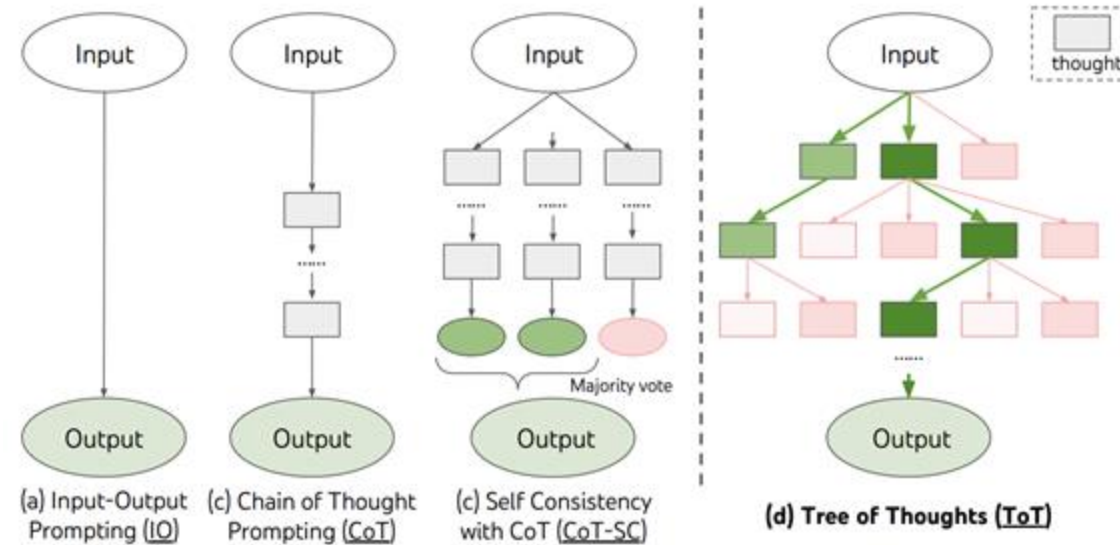 Input
Input
Input
Input
thought
......
......
......
......
......
Majority vote
Output
Output
Output
Output
(a) Input-Output
Prompting (IO)
(c) Chain of Thought
Prompting (CoT)
(c) Self Consistency
with CoT (CoT-SC)
(d) Tree of Thoughts (ToT)